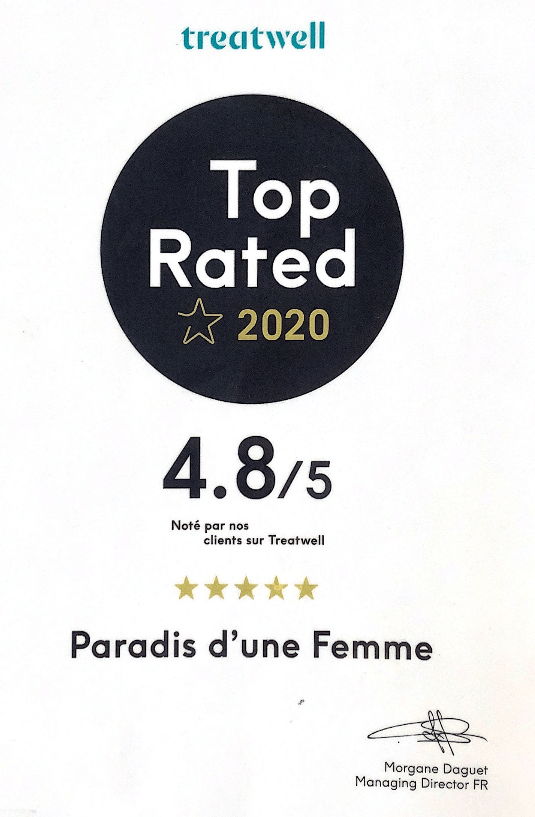 treatwell
Top
Rated
2020
4.8/5
Noté par nos
clients sur Treatwell
Paradis d'une Femme
Morgane Daguet
Managing Director FR